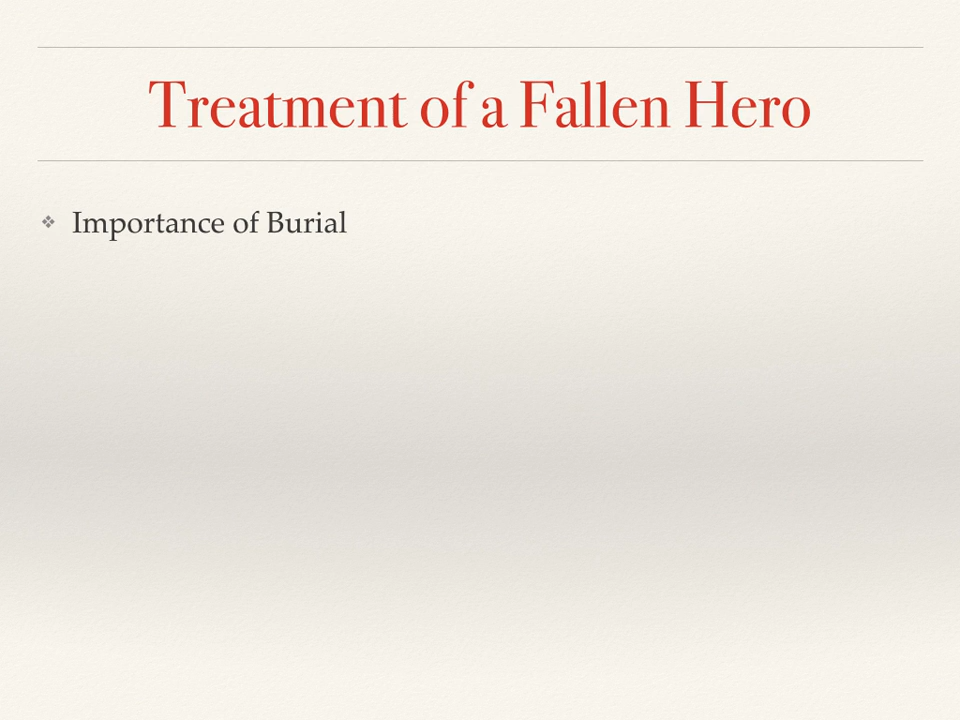 Treatment of a Fallen Hero
❖ Importance of Burial